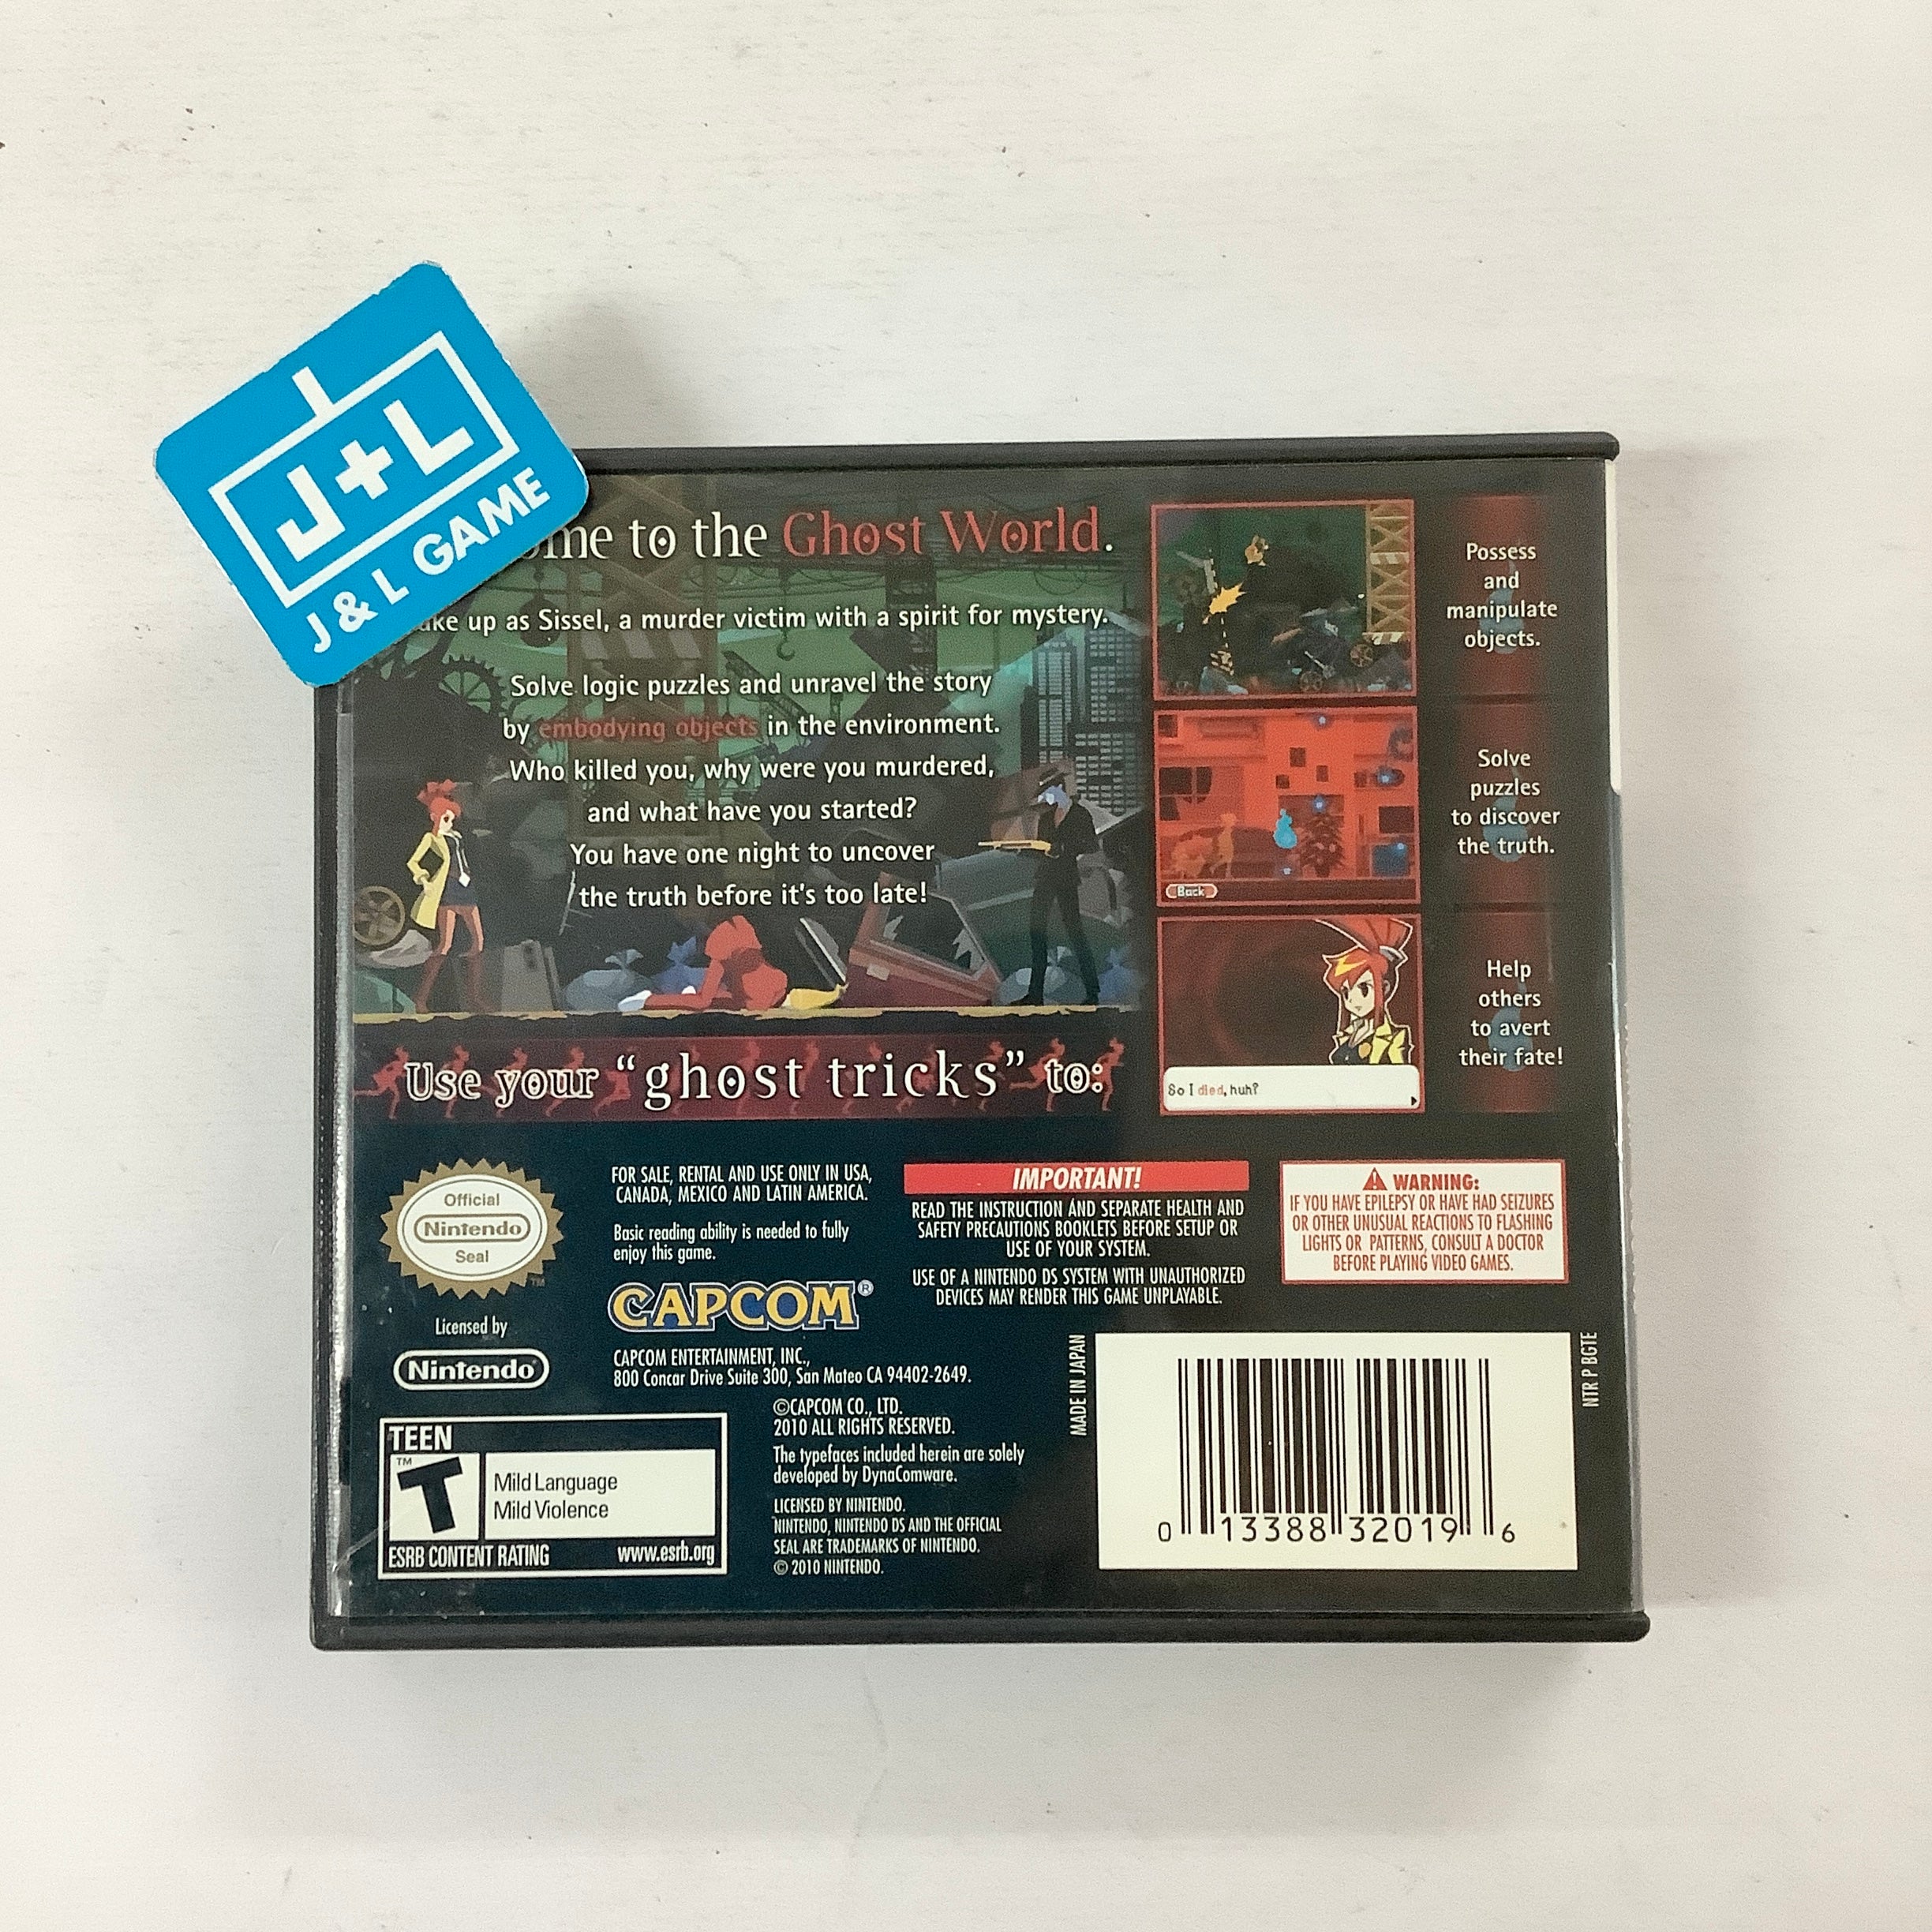 J+L
J & L GAME
to the Ghost World.
up as Sissel, a murder victim with a spirit for mystery.
Solve logic puzzles and unravel the story
by embodying objects in the environment.
Who killed you, why were you murdered,
and what have you started?
You have one night to uncover
the truth before it's too late!
Use your “ghost tricks” to:
Possess
and
manipulate
objects.
Back
Solve
puzzles
to discover
the truth.
So I died, huh?
Help
others
to avert
their fate!
Official
Nintendo
Seal
TM
Licensed by
Nintendo®
FOR SALE, RENTAL AND USE ONLY IN USA,
CANADA, MEXICO AND LATIN AMERICA.
Basic reading ability is needed to fully
enjoy this game.
CAPCOM®
CAPCOM ENTERTAINMENT, INC.,
800 Concar Drive Suite 300, San Mateo CA 94402-2649.
©CAPCOM CO., LTD.
2010 ALL RIGHTS RESERVED.
The typefaces included herein are solely
developed by DynaComware.
LICENSED BY NINTENDO.
NINTENDO, NINTENDO DS AND THE OFFICIAL
SEAL ARE TRADEMARKS OF NINTENDO.
© 2010 NINTENDO.
IMPORTANT!
READ THE INSTRUCTION AND SEPARATE HEALTH AND
SAFETY PRECAUTIONS BOOKLETS BEFORE SETUP OR
USE OF YOUR SYSTEM.
USE OF A NINTENDO DS SYSTEM WITH UNAUTHORIZED
DEVICES MAY RENDER THIS GAME UNPLAYABLE.
WARNING:
IF YOU HAVE EPILEPSY OR HAVE HAD SEIZURES
OR OTHER UNUSUAL REACTIONS TO FLASHING
LIGHTS OR PATTERNS, CONSULT A DOCTOR
BEFORE PLAYING VIDEO GAMES.
TEEN
TM
T
Mild Language
Mild Violence
ESRB CONTENT RATING www.esrb.org
MADE IN JAPAN
0 13388 32019 6
NTR P BGTE